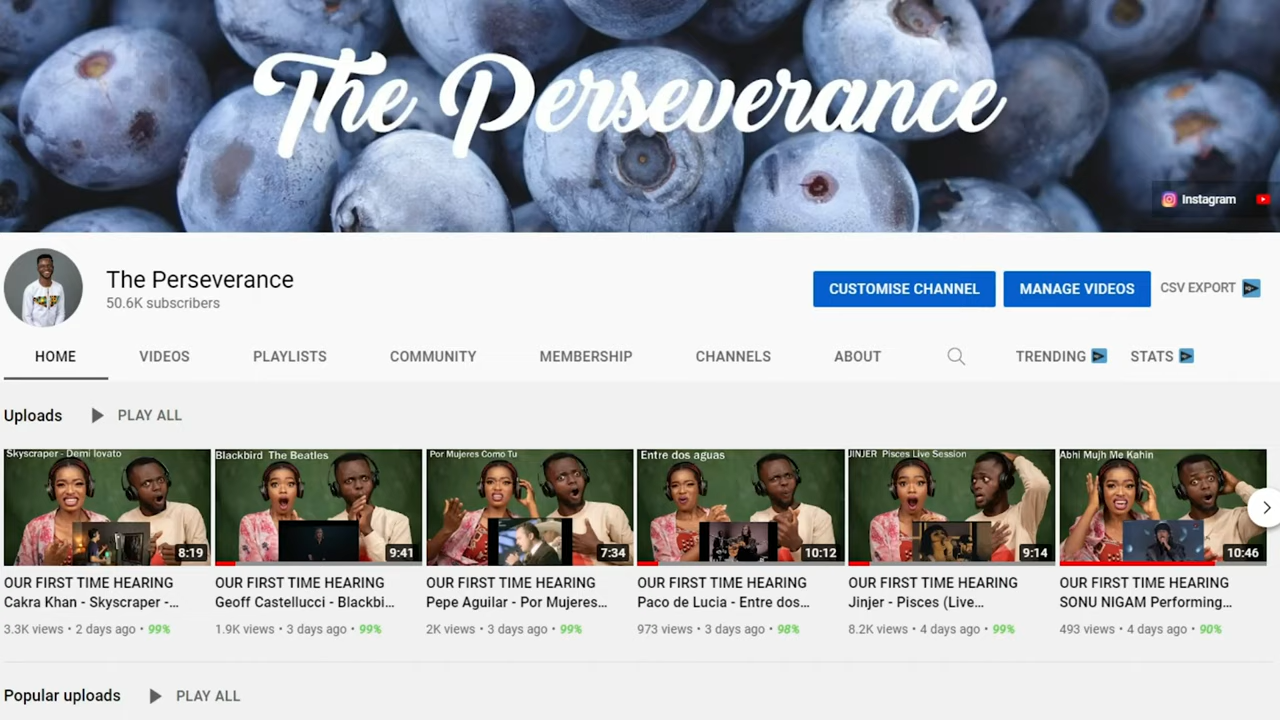 The Perseverance
Instagram
The Perseverance
50.6K subscribers
CUSTOMISE CHANNEL
MANAGE VIDEOS
CSV EXPORT
HOME
VIDEOS
PLAYLISTS
COMMUNITY
MEMBERSHIP
CHANNELS
ABOUT
TRENDING
STATS
Uploads
PLAY ALL
Skyscraper - Demi lovato
8:19
OUR FIRST TIME HEARING
Cakra Khan - Skyscraper -...
3.3K views • 2 days ago • 99%
Blackbird The Beatles
9:41
OUR FIRST TIME HEARING
Geoff Castellucci - Blackbi...
1.9K views • 3 days ago • 99%
Por Mujeres Como Tu
7:34
OUR FIRST TIME HEARING
Pepe Aguilar - Por Mujeres...
2K views • 3 days ago • 99%
Entre dos aguas
10:12
OUR FIRST TIME HEARING
Paco de Lucia - Entre dos...
973 views • 3 days ago • 98%
JINJER Pisces Live Session
9:14
OUR FIRST TIME HEARING
Jinjer - Pisces (Live...
8.2K views • 4 days ago • 99%
Abhi Mujh Me Kahin
10:46
OUR FIRST TIME HEARING
SONU NIGAM Performing...
493 views • 4 days ago • 90%
Popular uploads
PLAY ALL